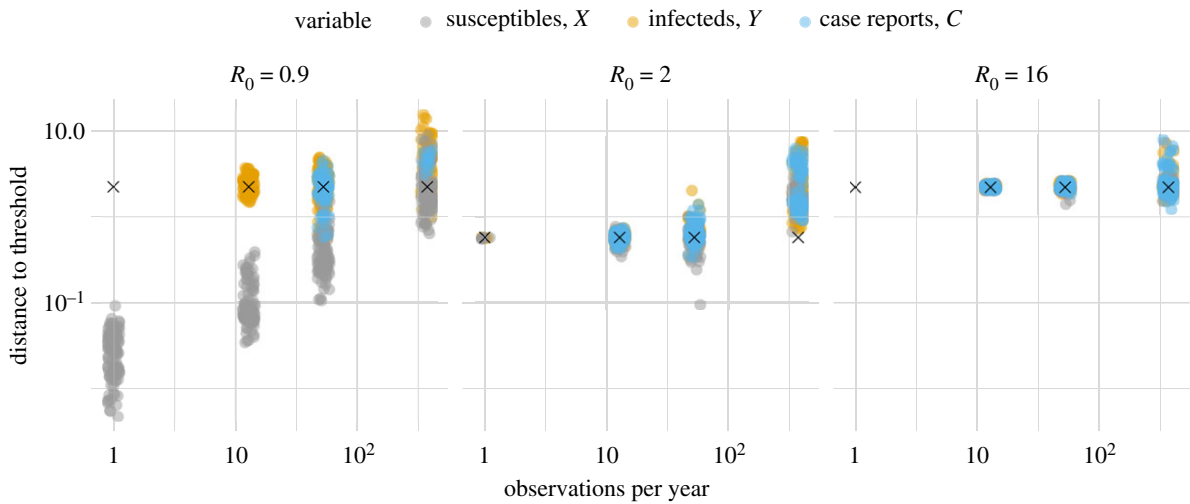 variable susceptibles, X infecteds, Y case reports, C
R₀ = 0.9 R₀ = 2 R₀ = 16
distance to threshold
10.0
10⁻¹
1 10 10² 1 10 10² 1 10 10²
observations per year